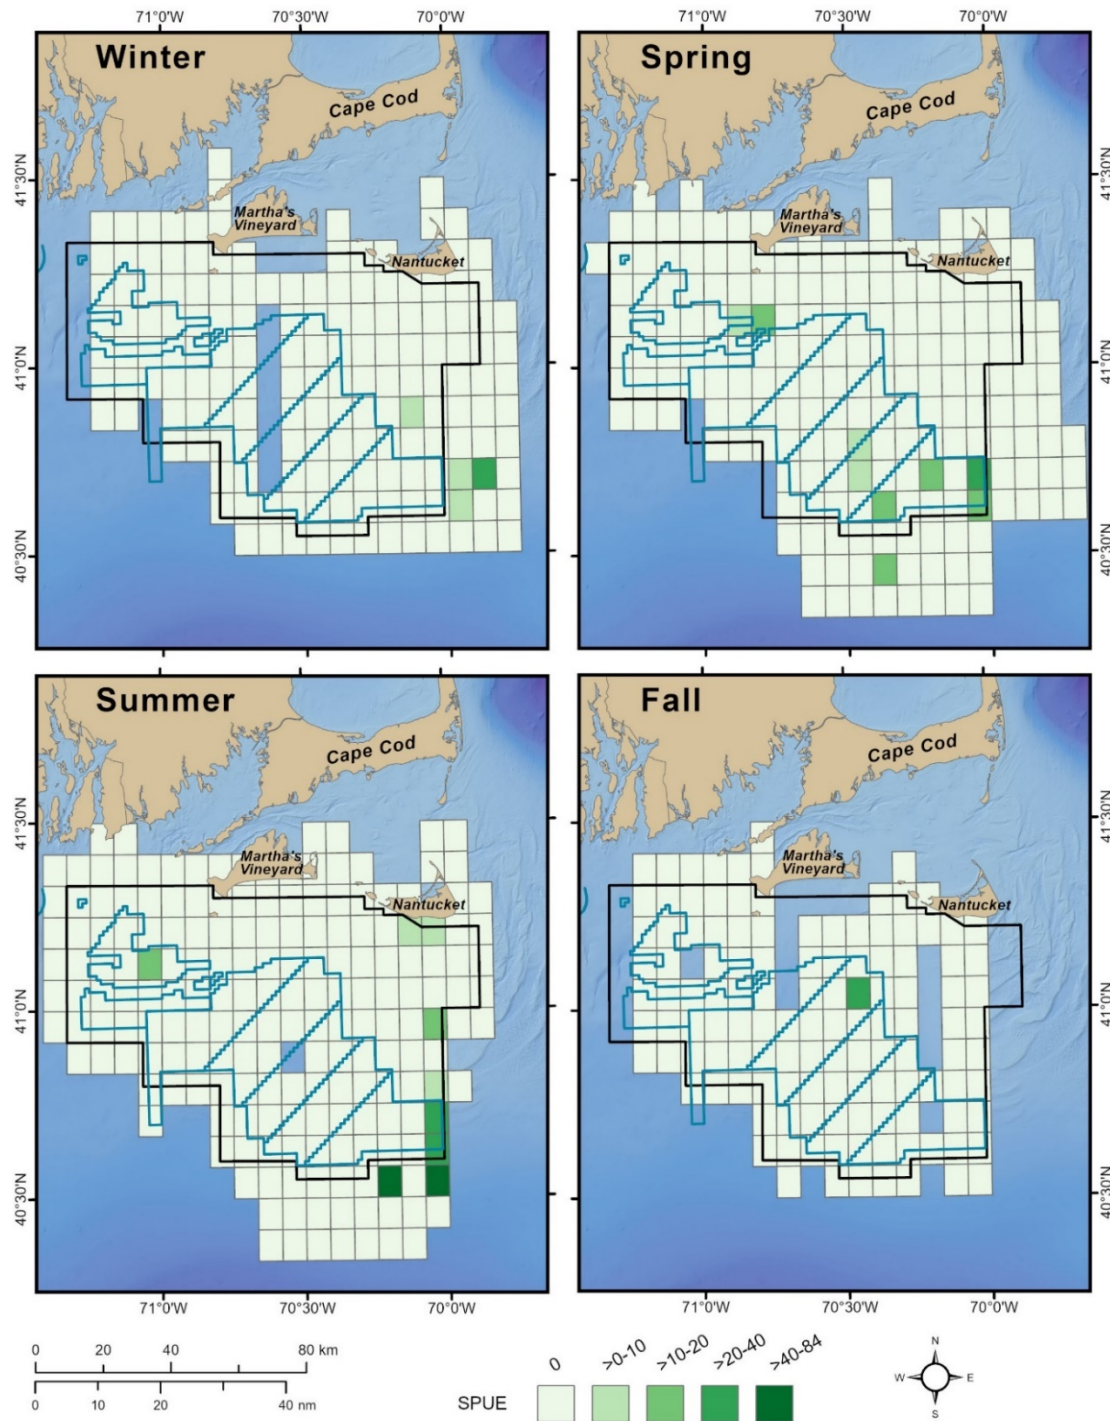 71°0'W 70°30'W 70°0'W 71°0'W 70°30'W 70°0'W
Winter
Cape Cod
Martha's
Vineyard
Nantucket
41°30'N
41°0'N
40°30'N
Spring
Cape Cod
Martha's
Vineyard
Nantucket
41°30'N
41°0'N
40°30'N
Summer
Cape Cod
Martha's
Vineyard
Nantucket
41°30'N
41°0'N
40°30'N
Fall
Cape Cod
Martha's
Vineyard
Nantucket
41°30'N
41°0'N
40°30'N
71°0'W 70°30'W 70°0'W 71°0'W 70°30'W 70°0'W
0 20 40 80 km
0 10 20 40 nm
0 >0-10 >10-20 >20-40 >40-84
SPUE
N
W E
S